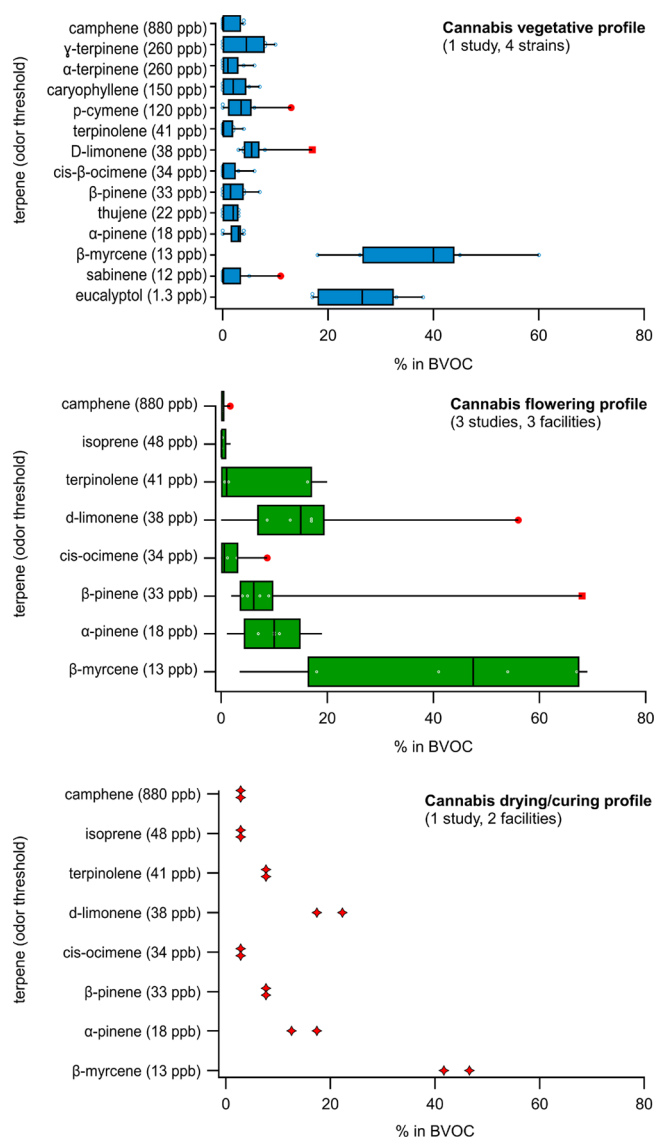 Cannabis vegetative profile
(1 study, 4 strains)
terpene (odor threshold)
camphene (880 ppb)
ɣ-terpinene (260 ppb)
α-terpinene (260 ppb)
caryophyllene (150 ppb)
p-cymene (120 ppb)
terpinolene (41 ppb)
D-limonene (38 ppb)
cis-β-ocimene (34 ppb)
β-pinene (33 ppb)
thujene (22 ppb)
α-pinene (18 ppb)
β-myrcene (13 ppb)
sabinene (12 ppb)
eucalyptol (1.3 ppb)
0 20 40 60 80
% in BVOC
Cannabis flowering profile
(3 studies, 3 facilities)
terpene (odor threshold)
camphene (880 ppb)
isoprene (48 ppb)
terpinolene (41 ppb)
d-limonene (38 ppb)
cis-ocimene (34 ppb)
β-pinene (33 ppb)
α-pinene (18 ppb)
β-myrcene (13 ppb)
0 20 40 60 80
% in BVOC
Cannabis drying/curing profile
(1 study, 2 facilities)
terpene (odor threshold)
camphene (880 ppb)
isoprene (48 ppb)
terpinolene (41 ppb)
d-limonene (38 ppb)
cis-ocimene (34 ppb)
β-pinene (33 ppb)
α-pinene (18 ppb)
β-myrcene (13 ppb)
0 20 40 60 80
% in BVOC